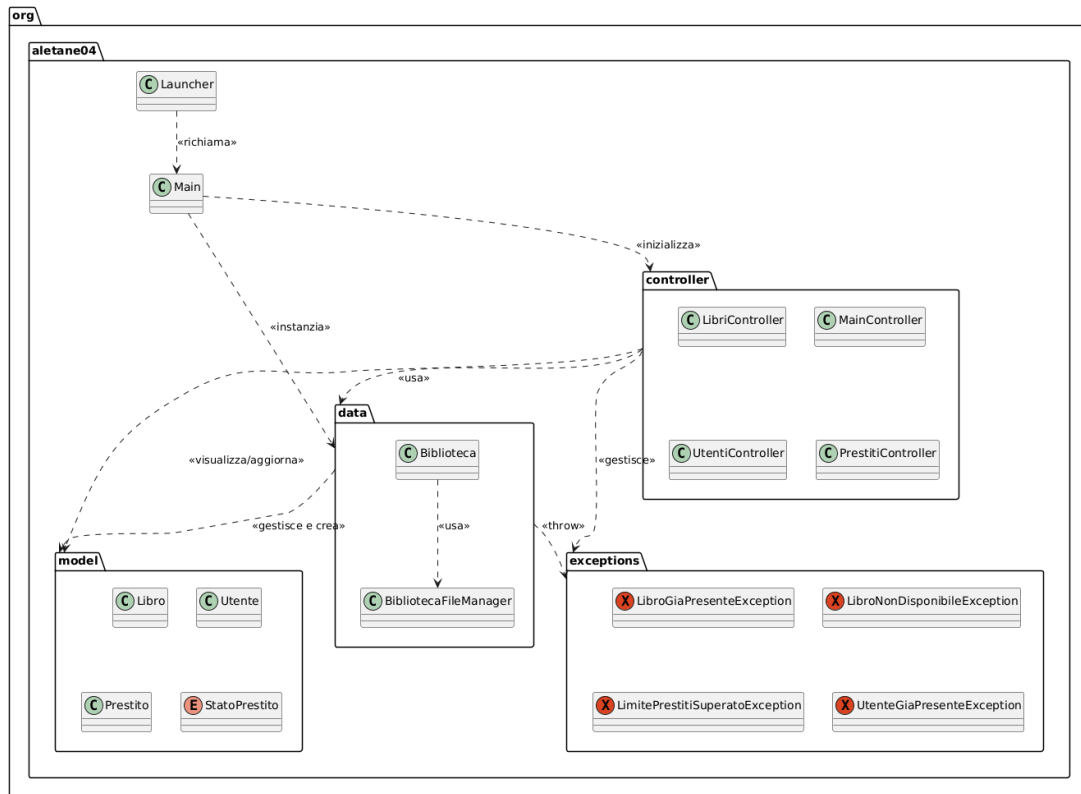 org
aletane04
C Launcher
«richiama»
C Main
«inizializza»
controller
C LibriController
C MainController
«instanzia»
«usa»
data
C Biblioteca
C UtentiController
C PrestitiController
«visualizza/aggiorna»
«gestisce»
«gestisce e crea»
«usa»
«throw»
model
exceptions
C Libro
C Utente
C BibliotecaFileManager
X LibroGiaPresenteException
X LibroNonDisponibileException
C Prestito
E StatoPrestito
X LimitePrestitiSuperatoException
X UtenteGiaPresenteException